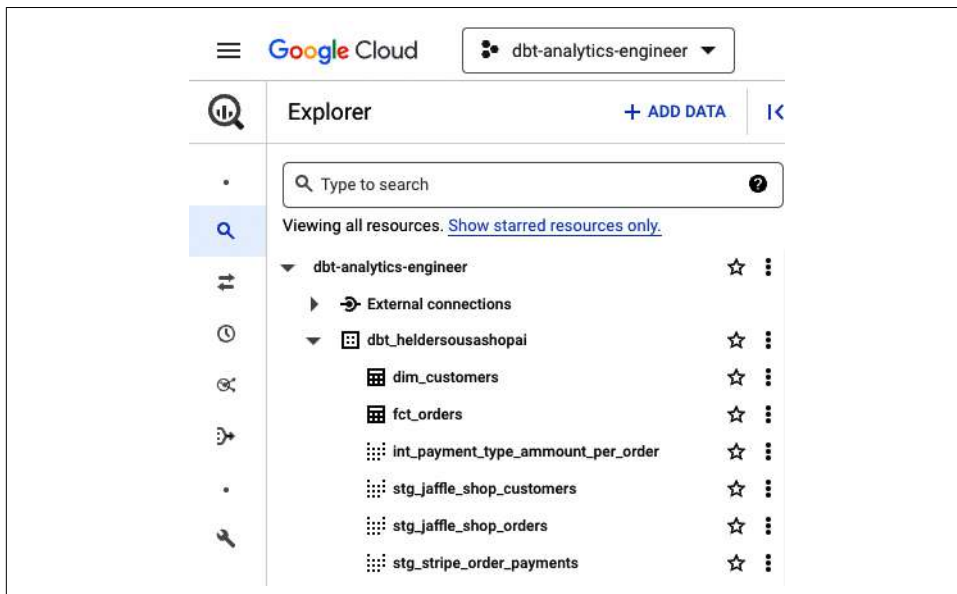 Google Cloud
dbt-analytics-engineer
Explorer
+ ADD DATA
Type to search
Viewing all resources. Show starred resources only.
dbt-analytics-engineer
External connections
dbt_heldersousashopai
dim_customers
fct_orders
int_payment_type_ammount_per_order
stg_jaffle_shop_customers
stg_jaffle_shop_orders
stg_stripe_order_payments